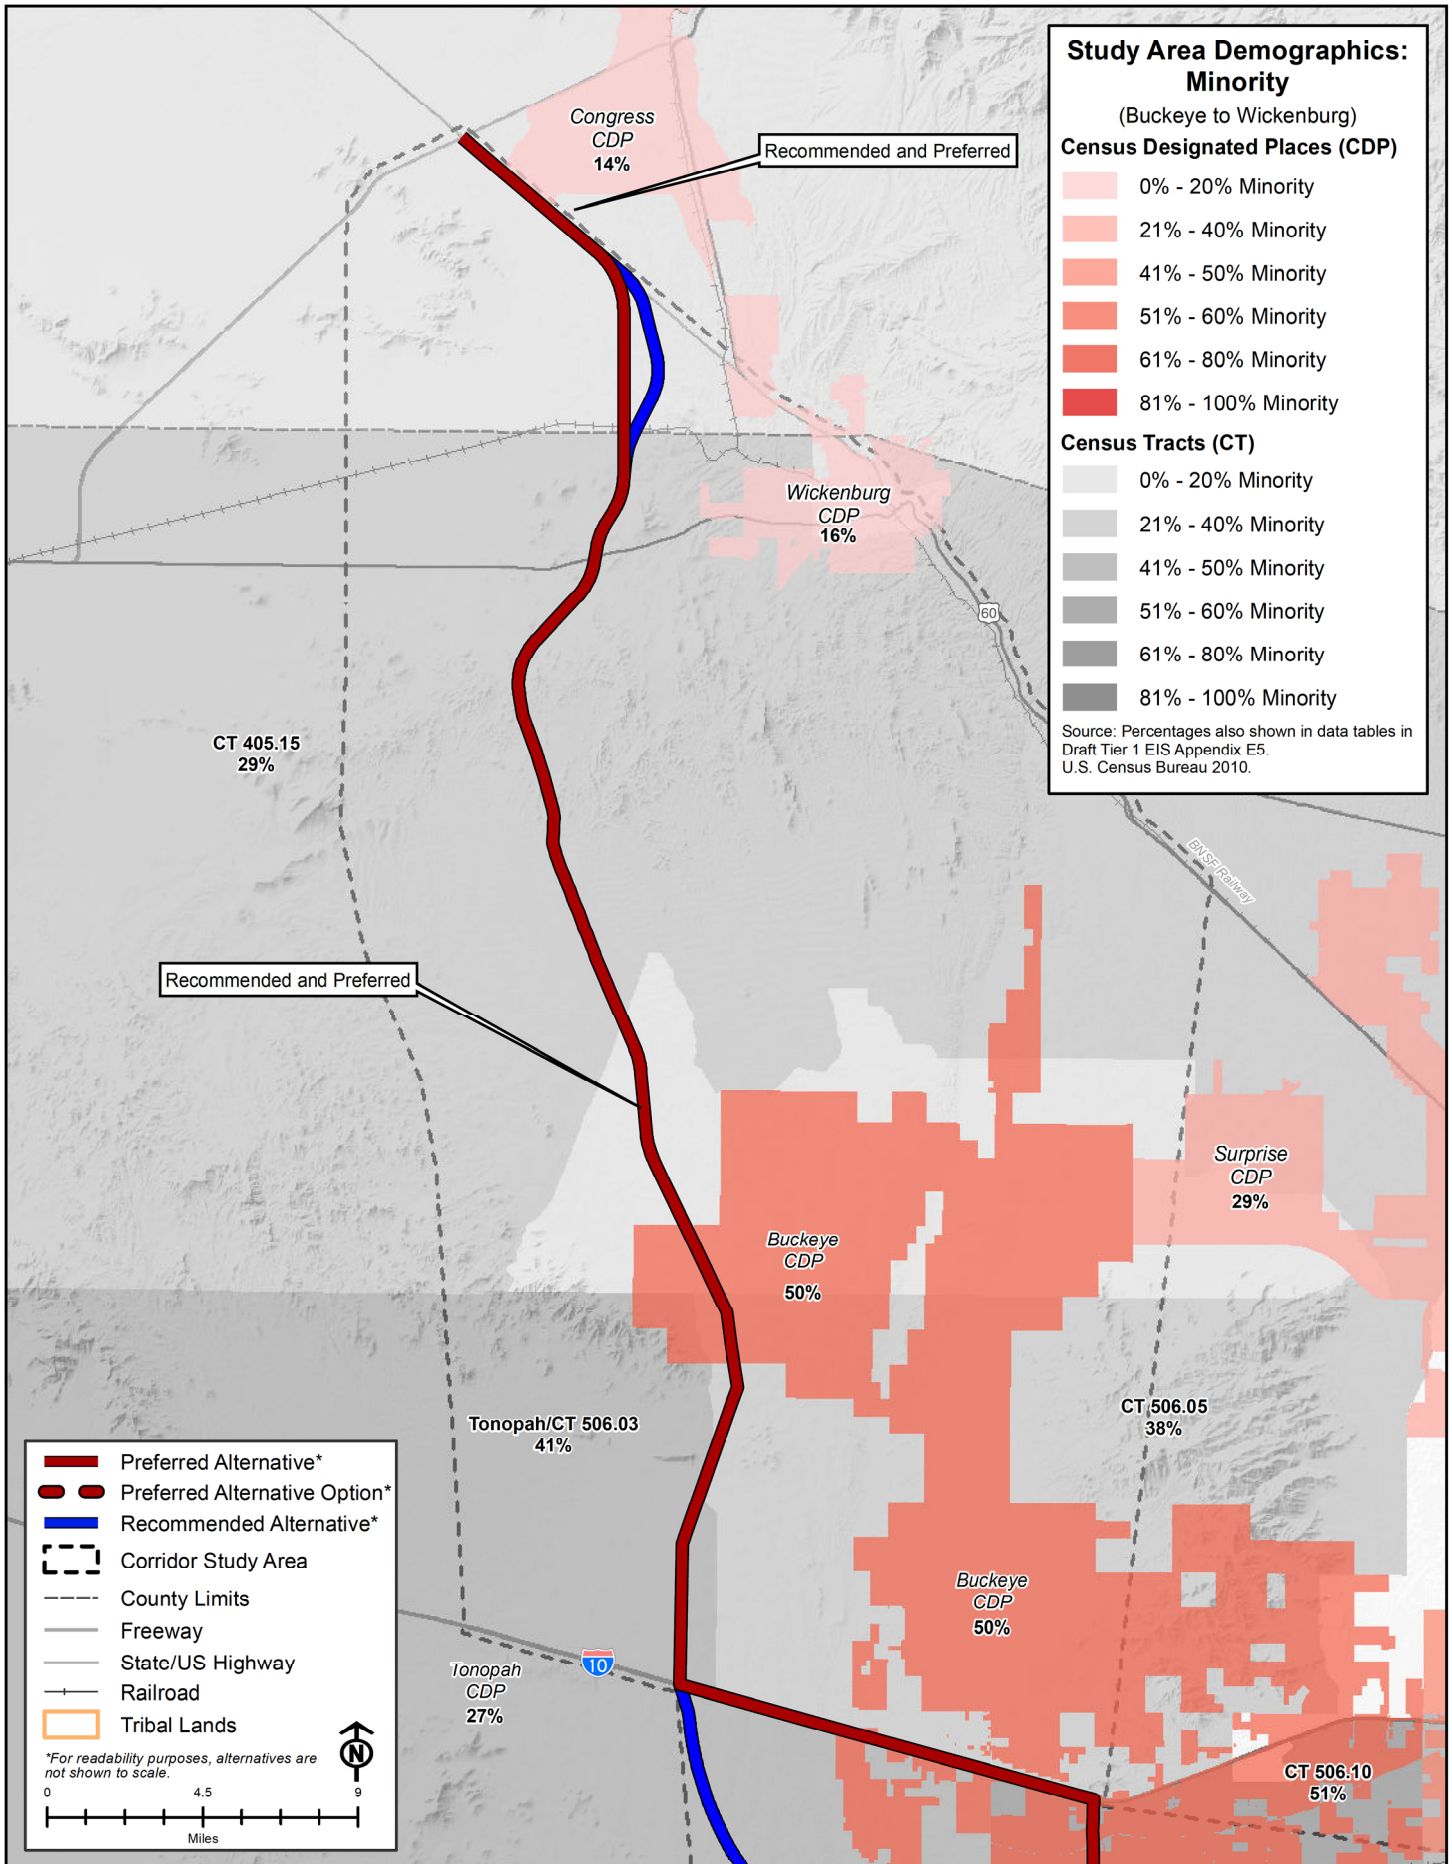 Study Area Demographics:
Minority
(Buckeye to Wickenburg)
Census Designated Places (CDP)
0% - 20% Minority
21% - 40% Minority
41% - 50% Minority
51% - 60% Minority
61% - 80% Minority
81% - 100% Minority
Census Tracts (CT)
0% - 20% Minority
21% - 40% Minority
41% - 50% Minority
51% - 60% Minority
61% - 80% Minority
81% - 100% Minority
Source: Percentages also shown in data tables in
Draft Tier 1 EIS Appendix E5.
U.S. Census Bureau 2010.
Congress
CDP
14%
Recommended and Preferred
Wickenburg
CDP
16%
60
CT 405.15
29%
BNSF Railway
Recommended and Preferred
Surprise
CDP
29%
Buckeye
CDP
50%
CT 506.05
38%
Tonopah/CT 506.03
41%
Buckeye
CDP
50%
10
Tonopah
CDP
27%
CT 506.10
51%
Preferred Alternative*
Preferred Alternative Option*
Recommended Alternative*
Corridor Study Area
County Limits
Freeway
State/US Highway
Railroad
Tribal Lands
*For readability purposes, alternatives are
not shown to scale.
N
0 4.5 9
Miles